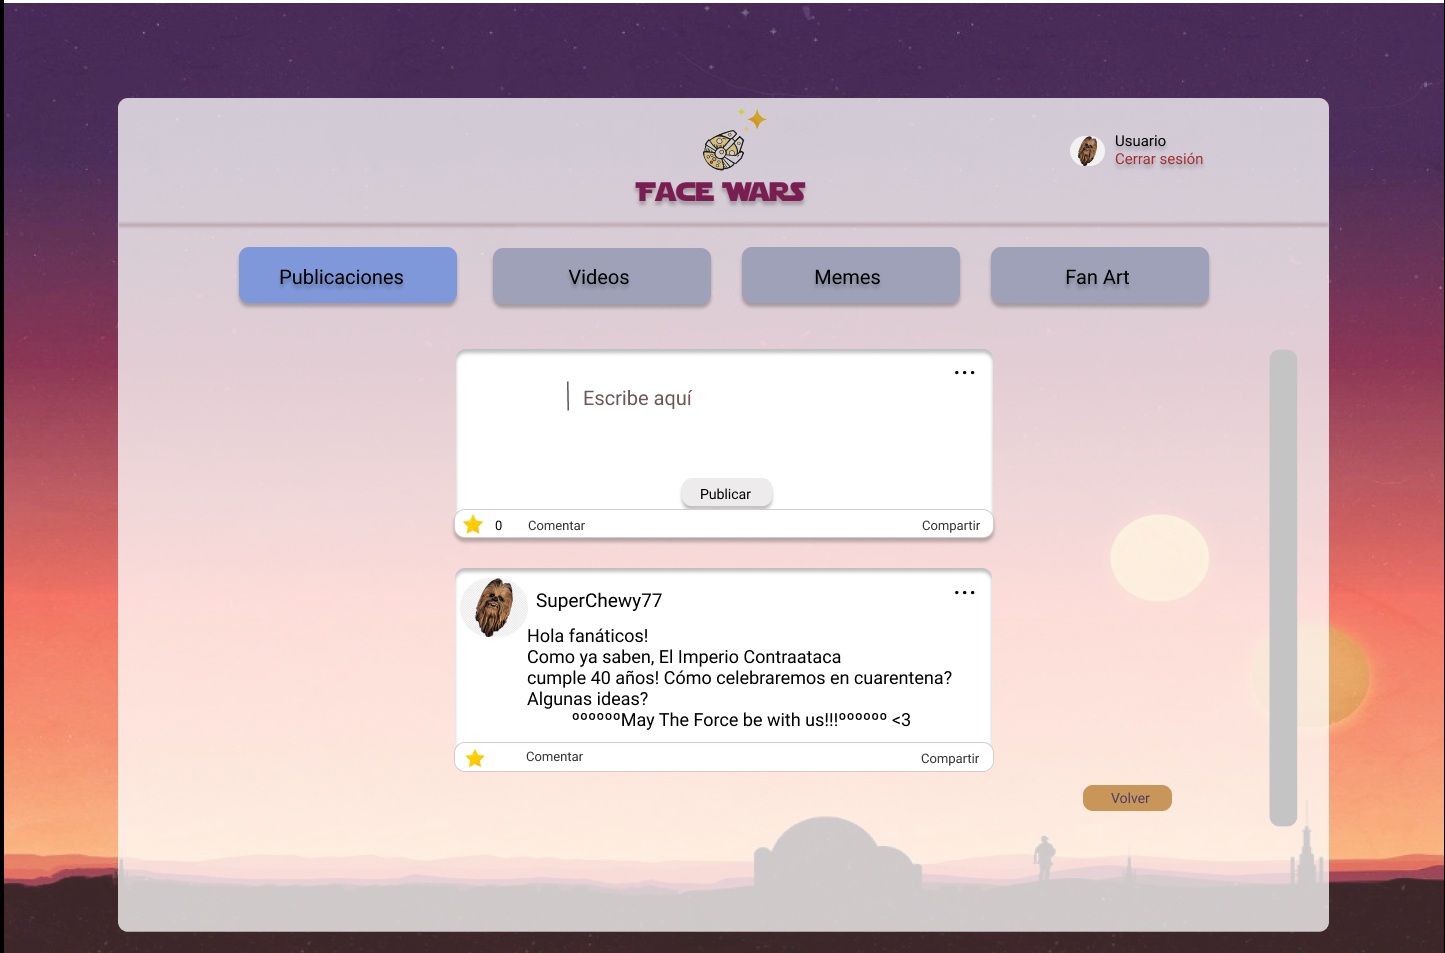 FACE WARS
Usuario
Cerrar sesión
Publicaciones
Videos
Memes
Fan Art
...
Escribe aquí
Publicar
0 Comentar Compartir
...
SuperChewy77
Hola fanáticos!
Como ya saben, El Imperio Contraataca
cumple 40 años! Cómo celebraremos en cuarentena?
Algunas ideas?
ºººººººMay The Force be with us!!!ºººººº <3
Comentar Compartir
Volver